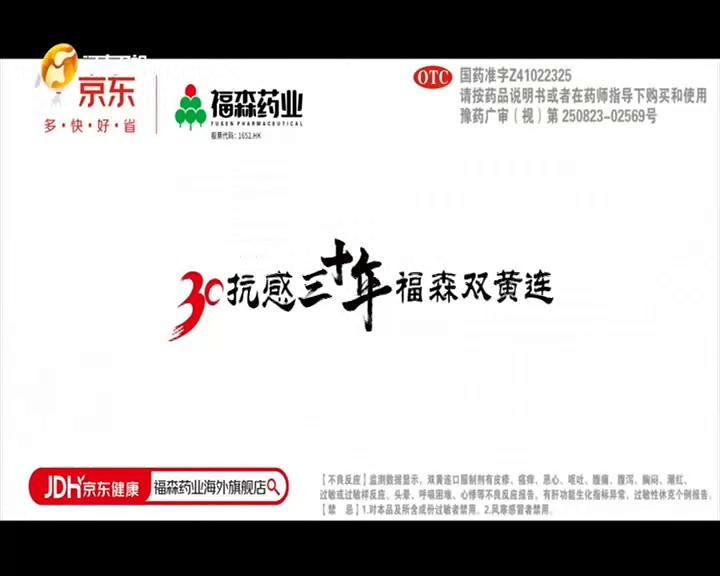 京东
多·快·好·省
福森药业
FUSEN PHARMACEUTICAL
股票代码：1652.HK
OTC
国药准字Z41022325
请按药品说明书或者在药师指导下购买和使用
豫药广审（视）第 250823-02569号
30抗感三十年福森双黄连
JDH京东健康
福森药业海外旗舰店
【不良反应】监测数据显示，双黄连口服制剂有皮疹、瘙痒、恶心、呕吐、腹痛、腹泻、胸闷、潮红、
过敏或过敏样反应、头晕、呼吸困难、心悸等不良反应报告，有肝功能生化指标异常、过敏性休克个例报告。
【禁　忌】1.对本品及所含成份过敏者禁用。2.风寒感冒者禁用。